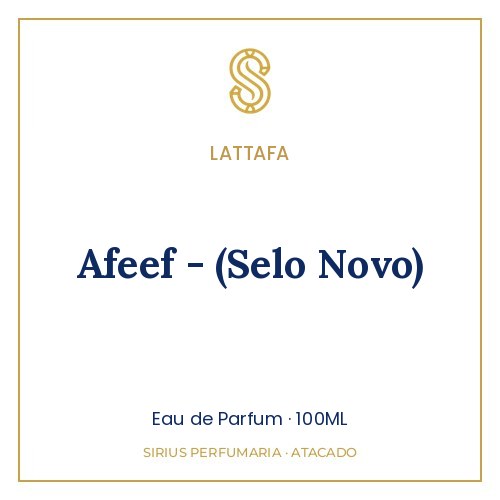 LATTAFA
Afeef - (Selo Novo)
Eau de Parfum · 100ML
SIRIUS PERFUMARIA · ATACADO